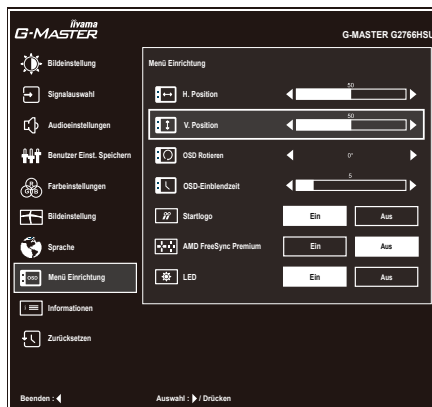 iiyama
G-MASTER
G-MASTER G2766HSU
Bildeinstellung
Signalauswahl
Audioeinstellungen
Benutzer Einst. Speichern
Farbeinstellungen
Bildeinstellung
Sprache
Menü Einrichtung
Informationen
Zurücksetzen
Menü Einrichtung
H. Position
50
V. Position
50
OSD Rotieren
0°
OSD-Einblendzeit
5
Startlogo
Ein
Aus
AMD FreeSync Premium
Ein
Aus
LED
Ein
Aus
OSD
Beenden :
Auswahl : / Drücken